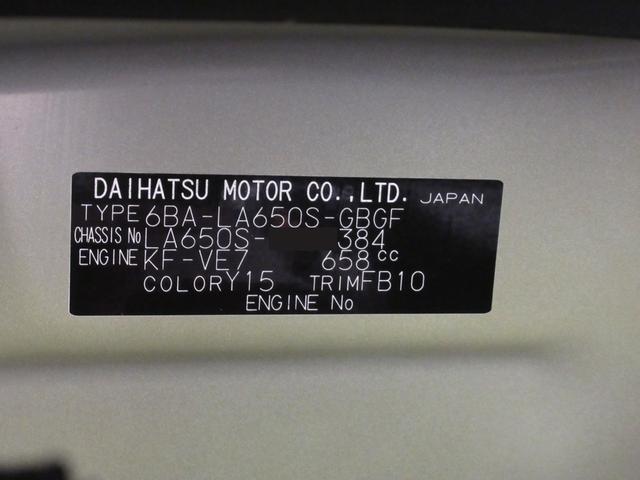 DAIHATSU MOTOR CO.,LTD. JAPAN
TYPE 6BA-LA650S-GBGF
CHASSIS No LA650S- 384
ENGINE KF-VE7 658cc
COLOR Y15 TRIM FB10
ENGINE No